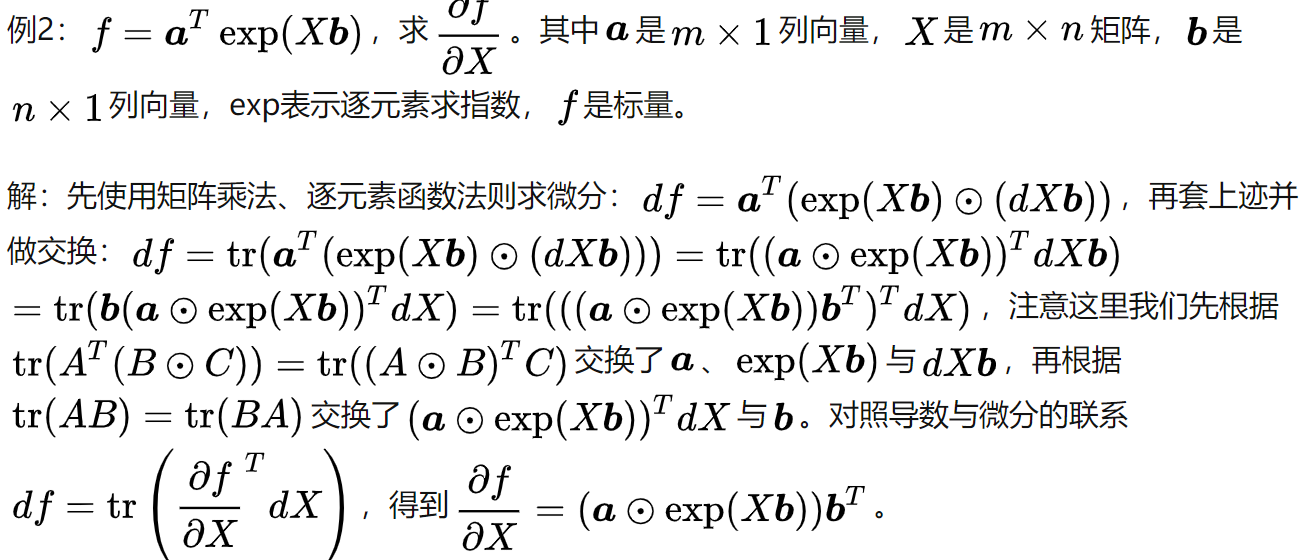 例2：$f = \boldsymbol{a}^T \exp(X\boldsymbol{b})$，求 $\dfrac{\partial f}{\partial X}$ 。其中 $\boldsymbol{a}$ 是 $m \times 1$ 列向量，$X$ 是 $m \times n$ 矩阵，$\boldsymbol{b}$ 是
$n \times 1$ 列向量，exp表示逐元素求指数，$f$ 是标量。
解：先使用矩阵乘法、逐元素函数法则求微分：$df = \boldsymbol{a}^T(\exp(X\boldsymbol{b}) \odot (dX\boldsymbol{b}))$，再套上迹并
做交换：$df = \text{tr}(\boldsymbol{a}^T(\exp(X\boldsymbol{b}) \odot (dX\boldsymbol{b}))) = \text{tr}((\boldsymbol{a} \odot \exp(X\boldsymbol{b}))^T dX\boldsymbol{b})$
$= \text{tr}(\boldsymbol{b}(\boldsymbol{a} \odot \exp(X\boldsymbol{b}))^T dX) = \text{tr}(((\boldsymbol{a} \odot \exp(X\boldsymbol{b}))\boldsymbol{b}^T)^T dX)$，注意这里我们先根据
$\text{tr}(A^T(B \odot C)) = \text{tr}((A \odot B)^T C)$ 交换了 $\boldsymbol{a}$、$\exp(X\boldsymbol{b})$ 与 $dX\boldsymbol{b}$，再根据
$\text{tr}(AB) = \text{tr}(BA)$ 交换了 $(\boldsymbol{a} \odot \exp(X\boldsymbol{b}))^T dX$ 与 $\boldsymbol{b}$。对照导数与微分的联系
$df = \text{tr}\left(\dfrac{\partial f}{\partial X}^T dX\right)$，得到 $\dfrac{\partial f}{\partial X} = (\boldsymbol{a} \odot \exp(X\boldsymbol{b}))\boldsymbol{b}^T$ 。